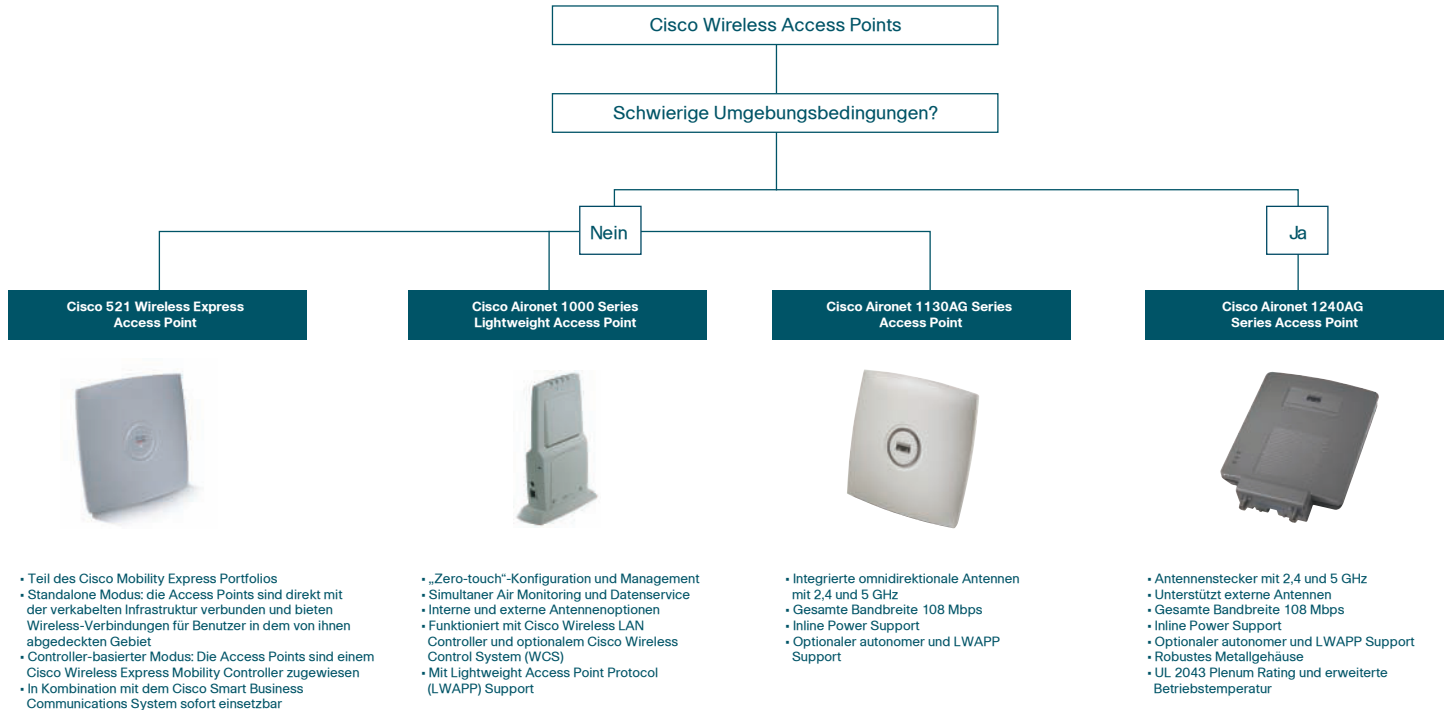 Cisco Wireless Access Points
Schwierige Umgebungsbedingungen?
Nein
Ja
Cisco 521 Wireless Express
Access Point
Cisco Aironet 1000 Series
Lightweight Access Point
Cisco Aironet 1130AG Series
Access Point
Cisco Aironet 1240AG
Series Access Point
▪ Teil des Cisco Mobility Express Portfolios
▪ Standalone Modus: die Access Points sind direkt mit
der verkabelten Infrastruktur verbunden und bieten
Wireless-Verbindungen für Benutzer in dem von ihnen
abgedeckten Gebiet
▪ Controller-basierter Modus: Die Access Points sind einem
Cisco Wireless Express Mobility Controller zugewiesen
▪ In Kombination mit dem Cisco Smart Business
Communications System sofort einsetzbar
▪ „Zero-touch“-Konfiguration und Management
▪ Simultaner Air Monitoring und Datenservice
▪ Interne und externe Antennenoptionen
▪ Funktioniert mit Cisco Wireless LAN
Controller und optionalem Cisco Wireless
Control System (WCS)
▪ Mit Lightweight Access Point Protocol
(LWAPP) Support
▪ Integrierte omnidirektionale Antennen
mit 2,4 und 5 GHz
▪ Gesamte Bandbreite 108 Mbps
▪ Inline Power Support
▪ Optionaler autonomer und LWAPP
Support
▪ Antennenstecker mit 2,4 und 5 GHz
▪ Unterstützt externe Antennen
▪ Gesamte Bandbreite 108 Mbps
▪ Inline Power Support
▪ Optionaler autonomer und LWAPP Support
▪ Robustes Metallgehäuse
▪ UL 2043 Plenum Rating und erweiterte
Betriebstemperatur